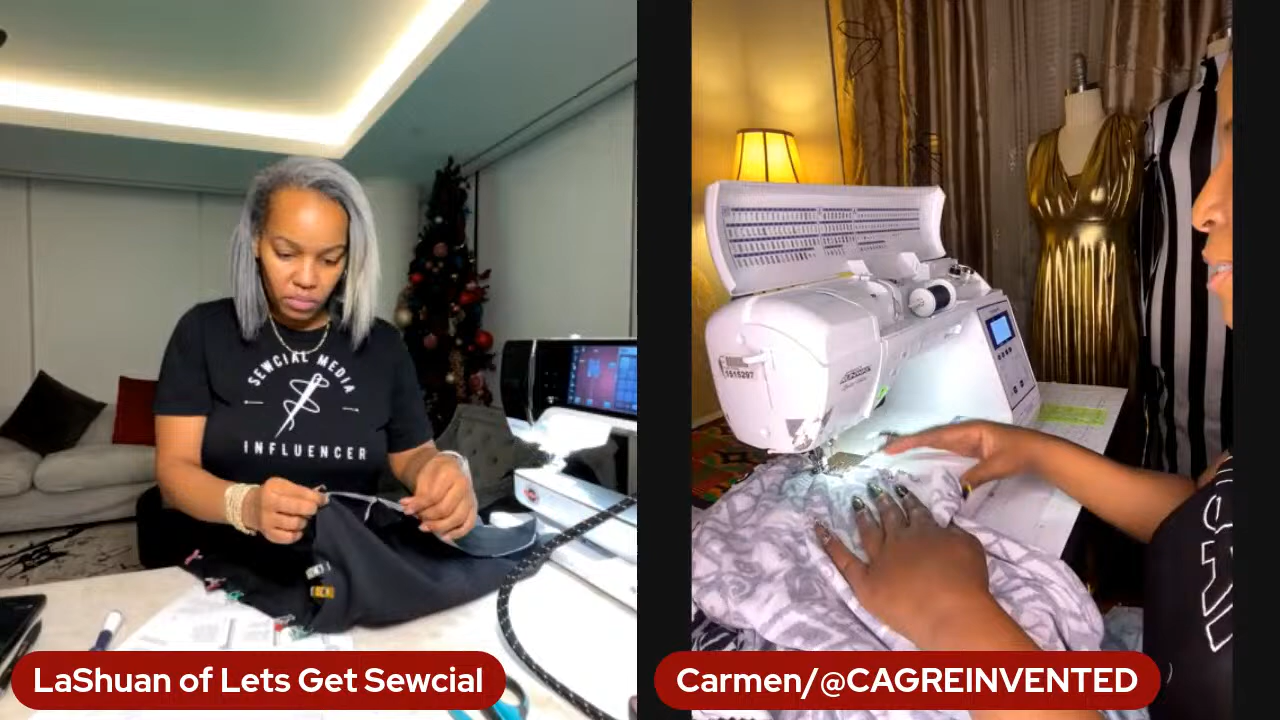 SEWCIAL MEDIA
INFLUENCER
LaShuan of Lets Get Sewcial
Carmen/@CAGREINVENTED